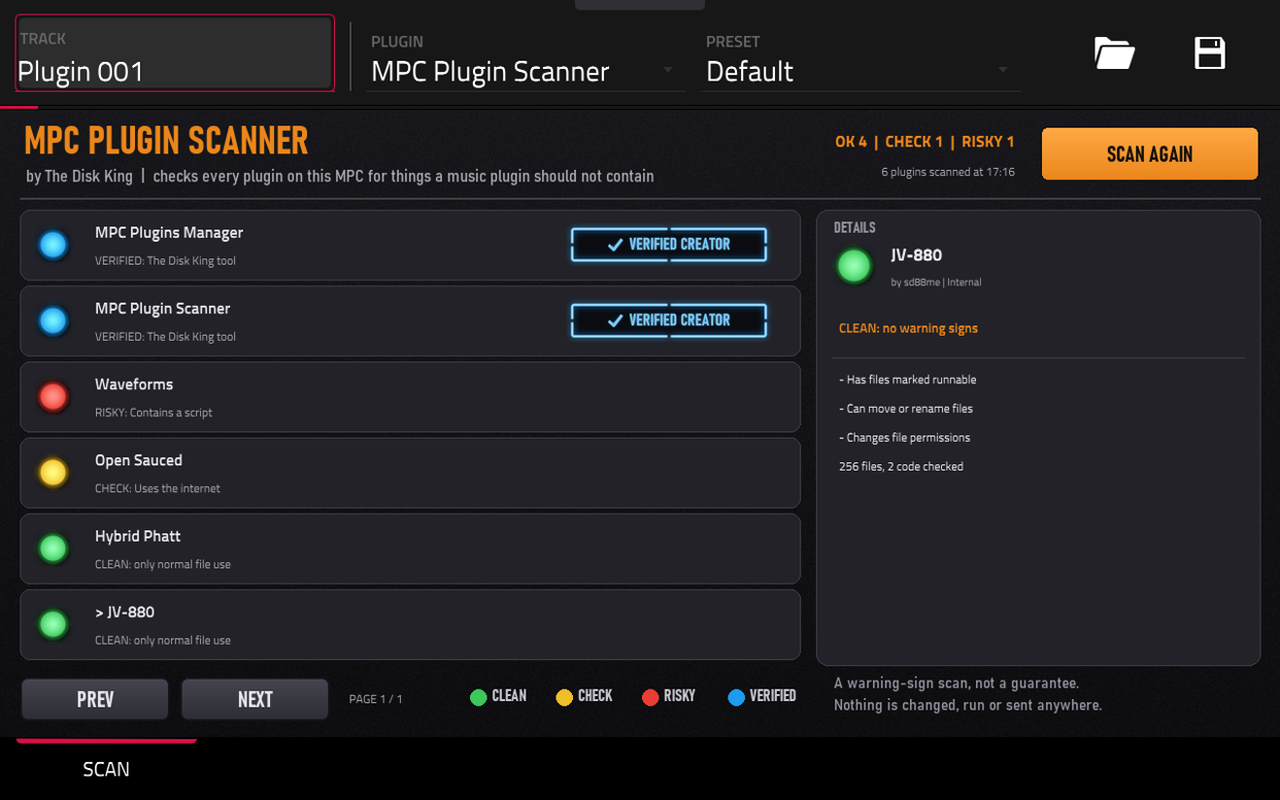 TRACK
Plugin 001
PLUGIN
MPC Plugin Scanner
PRESET
Default
MPC PLUGIN SCANNER
by The Disk King | checks every plugin on this MPC for things a music plugin should not contain
OK 4 | CHECK 1 | RISKY 1
6 plugins scanned at 17:16
SCAN AGAIN
MPC Plugins Manager
VERIFIED: The Disk King tool
VERIFIED CREATOR
MPC Plugin Scanner
VERIFIED: The Disk King tool
VERIFIED CREATOR
Waveforms
RISKY: Contains a script
Open Sauced
CHECK: Uses the internet
Hybrid Phatt
CLEAN: only normal file use
> JV-880
CLEAN: only normal file use
DETAILS
JV-880
by sd88me | Internal
CLEAN: no warning signs
- Has files marked runnable
- Can move or rename files
- Changes file permissions
256 files, 2 code checked
PREV
NEXT
PAGE 1 / 1
CLEAN
CHECK
RISKY
VERIFIED
A warning-sign scan, not a guarantee.
Nothing is changed, run or sent anywhere.
SCAN